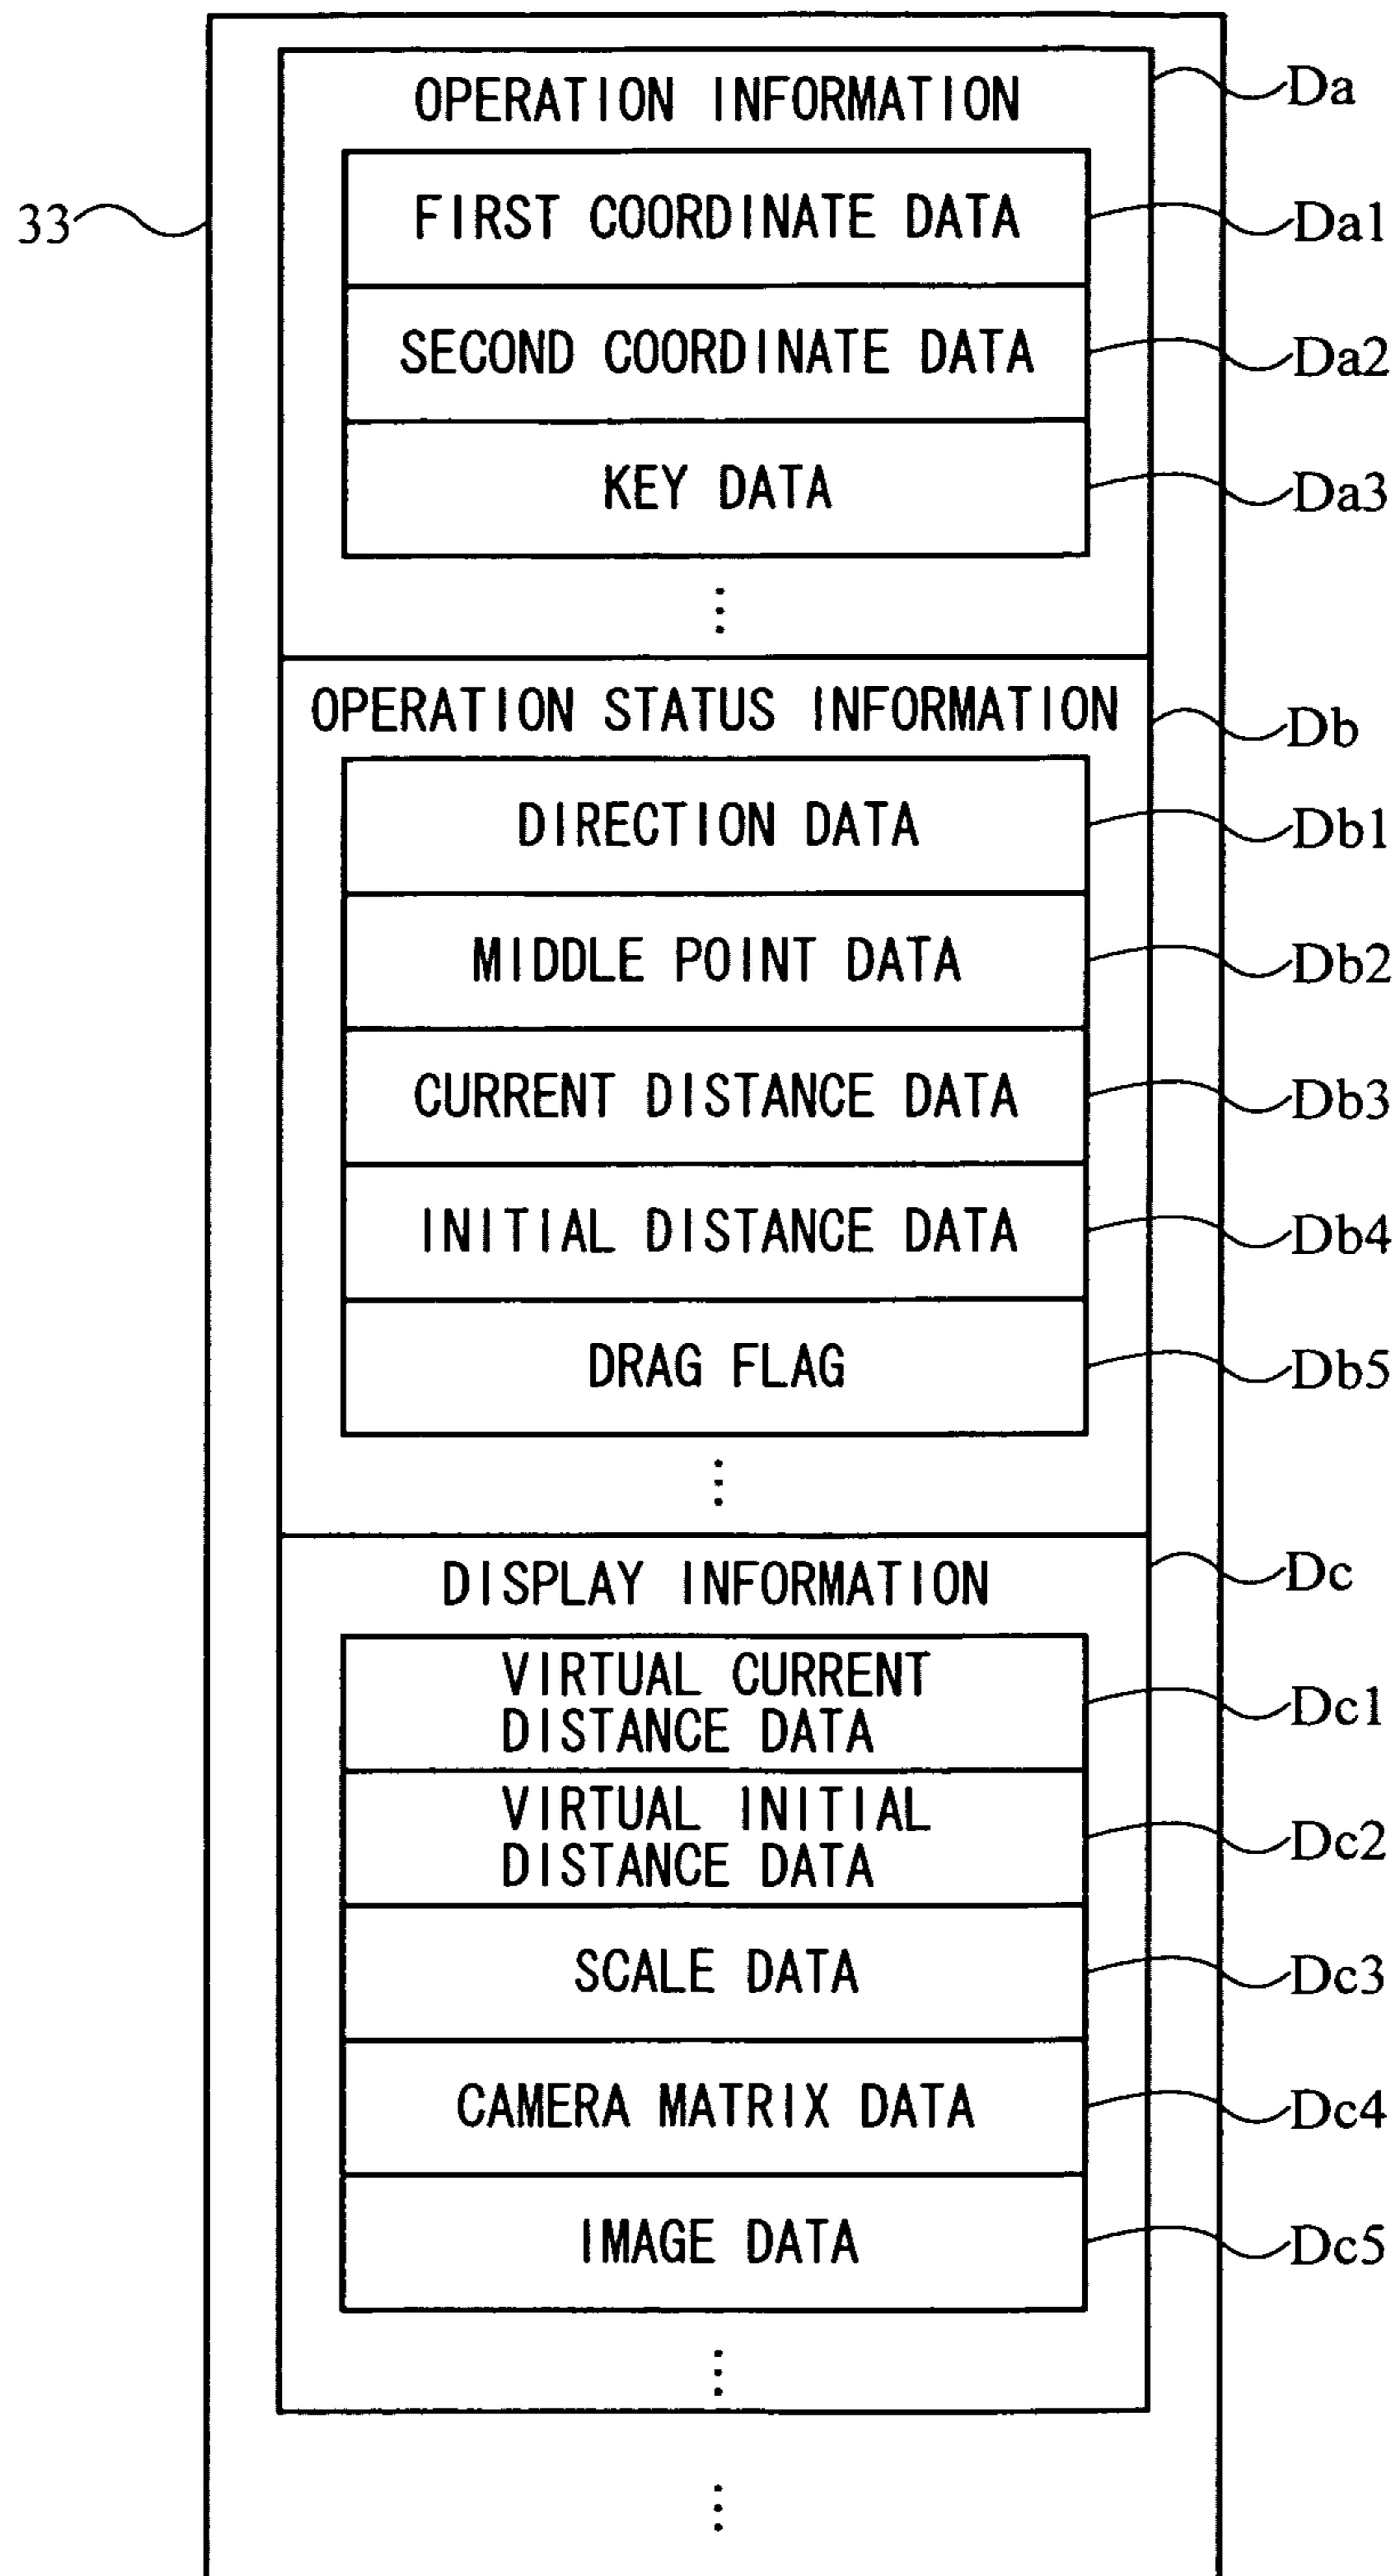 OPERATION INFORMATION
Da
33
FIRST COORDINATE DATA
Da1
SECOND COORDINATE DATA
Da2
KEY DATA
Da3
OPERATION STATUS INFORMATION
Db
DIRECTION DATA
Db1
MIDDLE POINT DATA
Db2
CURRENT DISTANCE DATA
Db3
INITIAL DISTANCE DATA
Db4
DRAG FLAG
Db5
DISPLAY INFORMATION
Dc
VIRTUAL CURRENT
DISTANCE DATA
Dc1
VIRTUAL INITIAL
DISTANCE DATA
Dc2
SCALE DATA
Dc3
CAMERA MATRIX DATA
Dc4
IMAGE DATA
Dc5